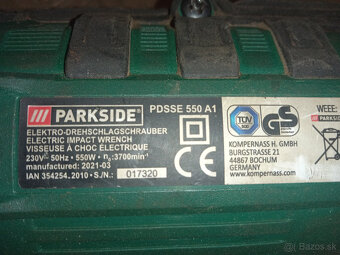 /// PARKSIDE®
PDSSE 550 A1
ELEKTRO-DREHSCHLAGSCHRAUBER
ELECTRIC IMPACT WRENCH
VISSEUSE À CHOC ÉLECTRIQUE
230V~ 50Hz • 550W • n₀:3700min⁻¹
manufactured: 2021-03
IAN 354254_2010 • S./N.: 017320
TÜV
SÜD
GS
KOMPERNASS H. GMBH
BURGSTRASSE 21
44867 BOCHUM
GERMANY
www.kompernass.com
WEEE:
bazos.sk